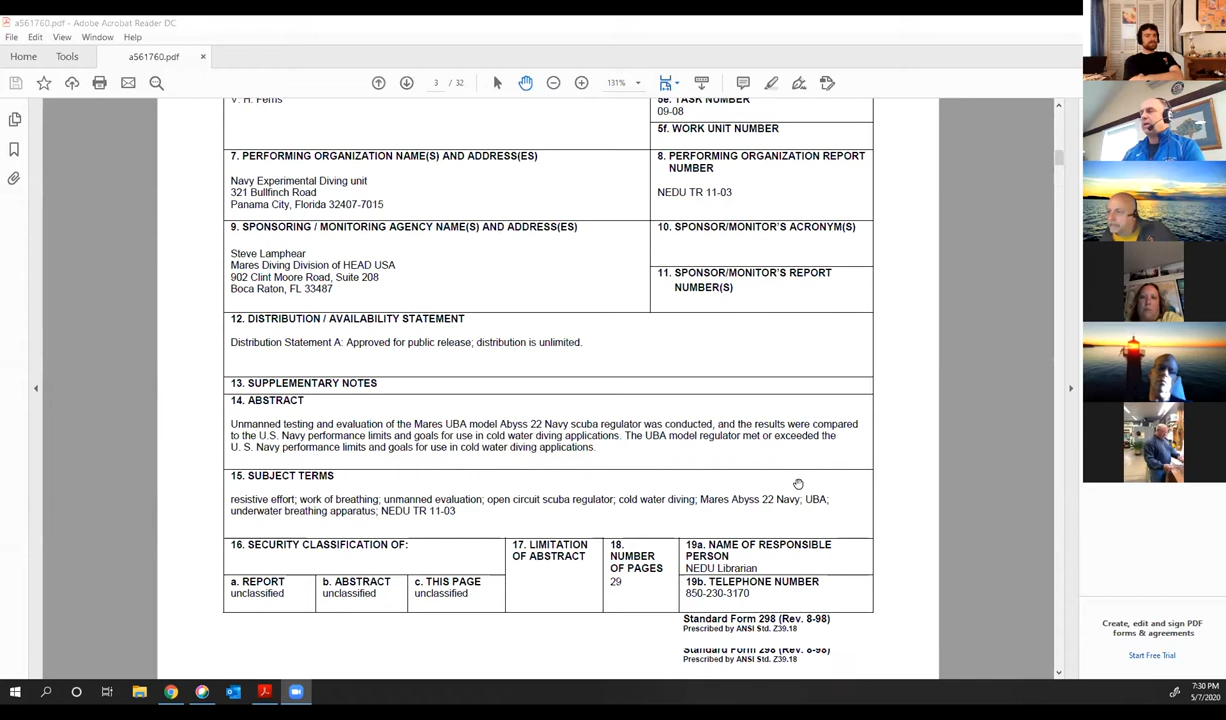 a561760.pdf - Adobe Acrobat Reader DC
File Edit View Window Help
Home Tools a561760.pdf ×
3 / 32 131%
V. H. Ferris
5e. TASK NUMBER
09-08
5f. WORK UNIT NUMBER
7. PERFORMING ORGANIZATION NAME(S) AND ADDRESS(ES)
Navy Experimental Diving unit
321 Bullfinch Road
Panama City, Florida 32407-7015
8. PERFORMING ORGANIZATION REPORT
NUMBER
NEDU TR 11-03
9. SPONSORING / MONITORING AGENCY NAME(S) AND ADDRESS(ES)
Steve Lamphear
Mares Diving Division of HEAD USA
902 Clint Moore Road, Suite 208
Boca Raton, FL 33487
10. SPONSOR/MONITOR'S ACRONYM(S)
11. SPONSOR/MONITOR'S REPORT
NUMBER(S)
12. DISTRIBUTION / AVAILABILITY STATEMENT
Distribution Statement A: Approved for public release; distribution is unlimited.
13. SUPPLEMENTARY NOTES
14. ABSTRACT
Unmanned testing and evaluation of the Mares UBA model Abyss 22 Navy scuba regulator was conducted, and the results were compared
to the U.S. Navy performance limits and goals for use in cold water diving applications. The UBA model regulator met or exceeded the
U. S. Navy performance limits and goals for use in cold water diving applications.
15. SUBJECT TERMS
resistive effort; work of breathing; unmanned evaluation; open circuit scuba regulator; cold water diving; Mares Abyss 22 Navy; UBA;
underwater breathing apparatus; NEDU TR 11-03
16. SECURITY CLASSIFICATION OF:
a. REPORT
unclassified
b. ABSTRACT
unclassified
c. THIS PAGE
unclassified
17. LIMITATION
OF ABSTRACT
18.
NUMBER
OF PAGES
29
19a. NAME OF RESPONSIBLE
PERSON
NEDU Librarian
19b. TELEPHONE NUMBER
850-230-3170
Standard Form 298 (Rev. 8-98)
Prescribed by ANSI Std. Z39.18
Standard Form 298 (Rev. 8-98)
Prescribed by ANSI Std. Z39.18
Create, edit and sign PDF
forms & agreements
Start Free Trial
7:30 PM
5/7/2020